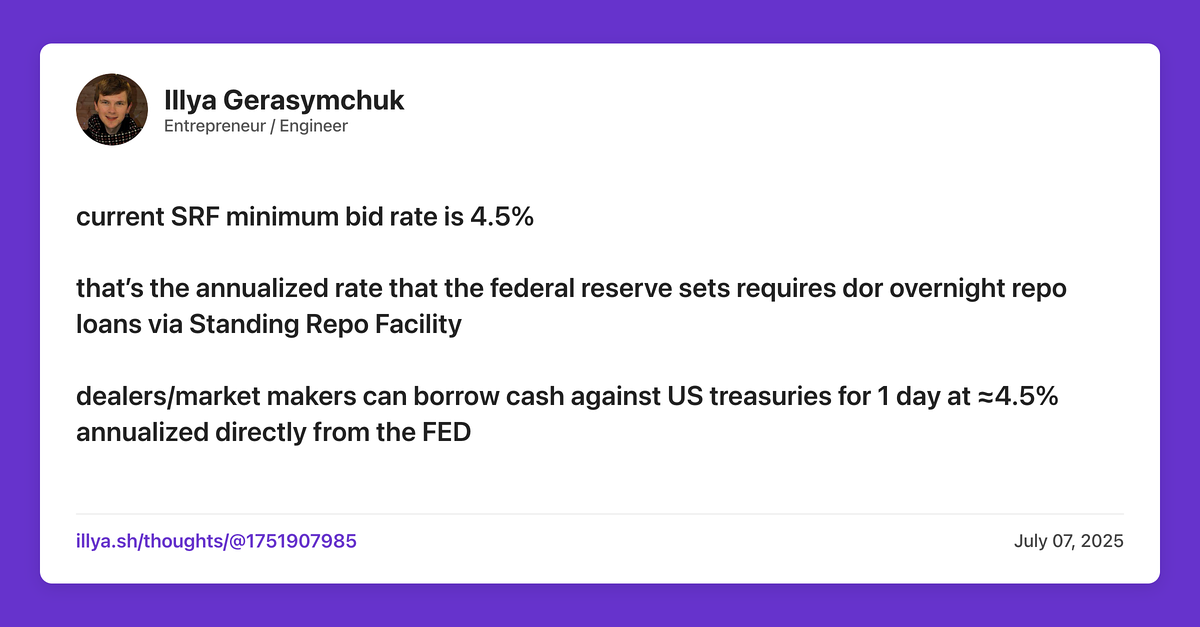 Illya Gerasymchuk
Entrepreneur / Engineer
current SRF minimum bid rate is 4.5%
that’s the annualized rate that the federal reserve sets requires dor overnight repo
loans via Standing Repo Facility
dealers/market makers can borrow cash against US treasuries for 1 day at ≈4.5%
annualized directly from the FED
illya.sh/thoughts/@1751907985
July 07, 2025